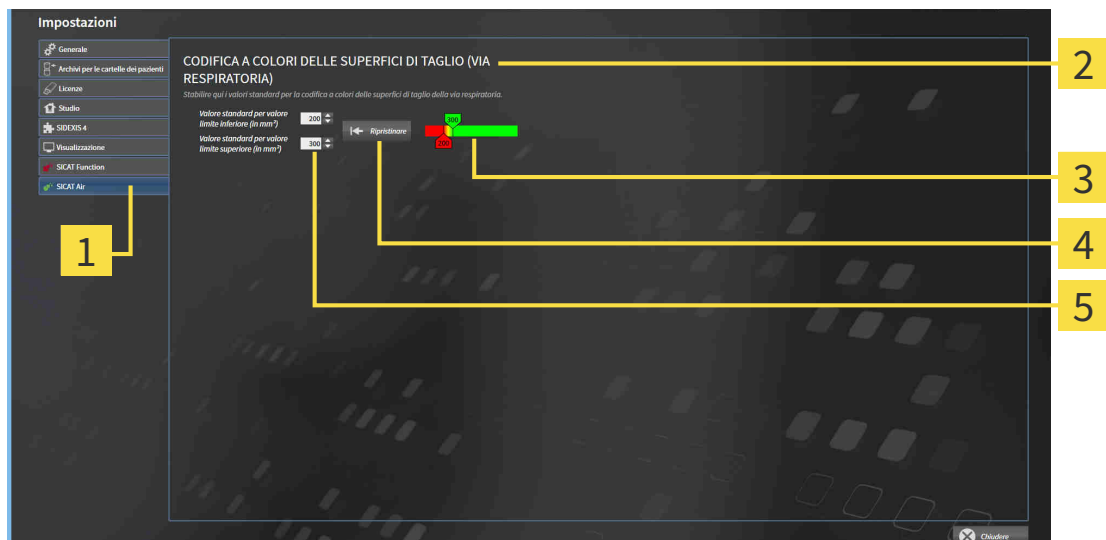 Impostazioni
Generale
Archivi per le cartelle dei pazienti
Licenze
Studio
SIDEXIS 4
Visualizzazione
SICAT Function
SICAT Air
CODIFICA A COLORI DELLE SUPERFICI DI TAGLIO (VIA
RESPIRATORIA)
Stabilire qui i valori standard per la codifica a colori delle superfici di taglio della via respiratoria.
Valore standard per valore
limite inferiore (in mm²)
200
Valore standard per valore
limite superiore (in mm²)
300
Ripristinare
300
200
Chiudere
1
2
3
4
5